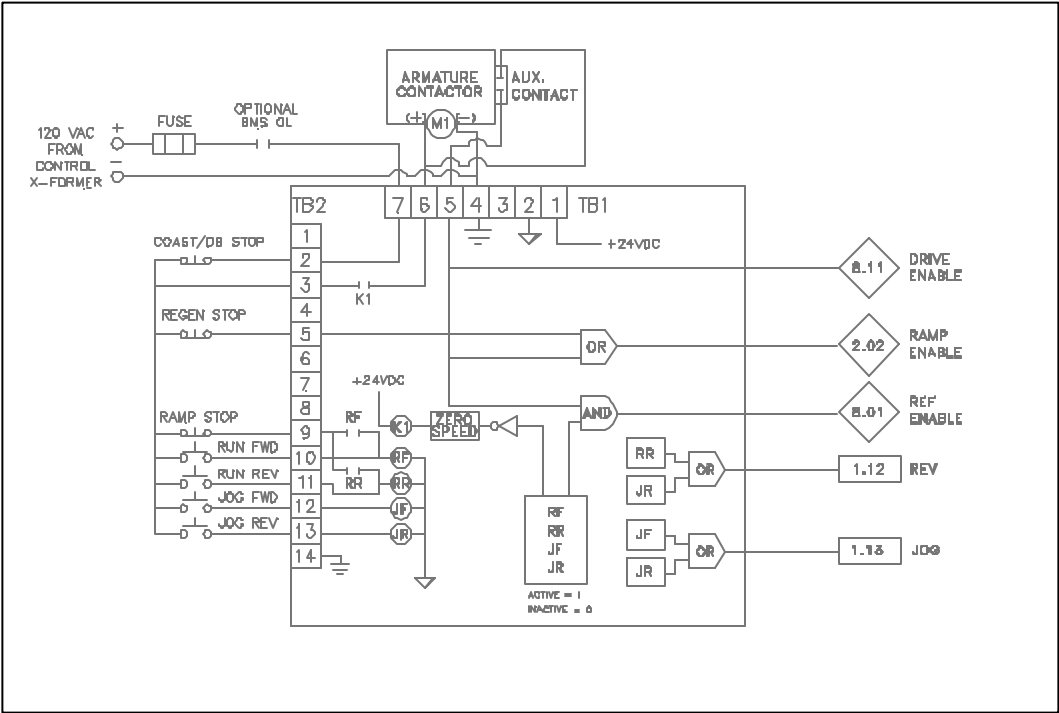 ARMATURE
CONTACTOR
AUX.
CONTACT
(+)
M1
(-)
OPTIONAL
BMS OL
FUSE
+
120 VAC
FROM
CONTROL
X-FORMER
−
TB2
7
6
5
4
3
2
1
TB1
+24VDC
COAST/DB STOP
REGEN STOP
RAMP STOP
RUN FWD
RUN REV
JOG FWD
JOG REV
1
2
3
4
5
6
7
8
9
10
11
12
13
14
K1
+24VDC
RF
RR
K1
RF
RR
JF
JR
ZERO
SPEED
OR
AND
RF
RR
JF
JR
ACTIVE = 1
INACTIVE = 0
RR
JR
OR
JF
JR
OR
8.11
DRIVE
ENABLE
2.02
RAMP
ENABLE
8.01
REF
ENABLE
1.12
REV
1.13
JOG